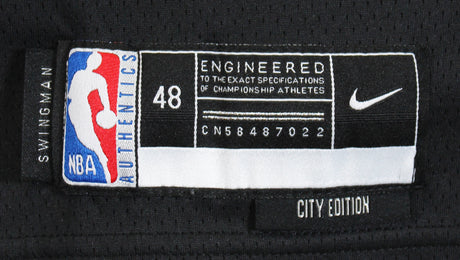 SWINGMAN
NBA
AUTHENTICS
48
ENGINEERED
TO THE EXACT SPECIFICATIONS
OF CHAMPIONSHIP ATHLETES
CN58487022
CITY EDITION